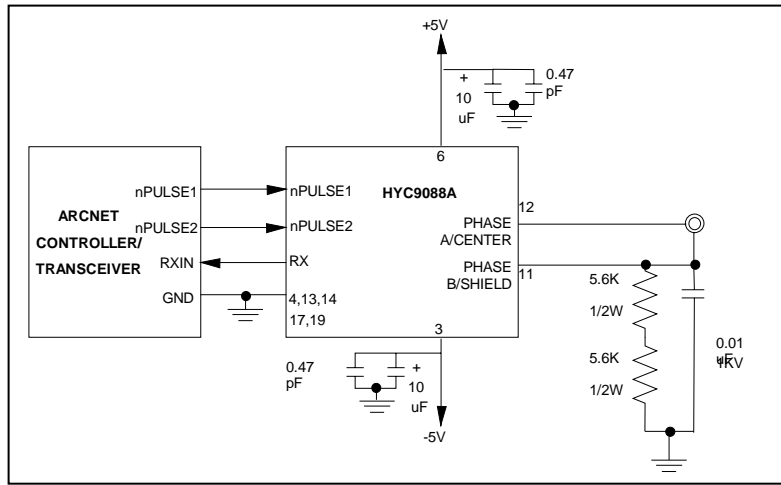 +5V
+
10
uF
0.47
pF
6
HYC9088A
ARCNET
CONTROLLER/
TRANSCEIVER
nPULSE1
nPULSE2
RXIN
GND
nPULSE1
nPULSE2
RX
4,13,14
17,19
PHASE
A/CENTER
12
PHASE
B/SHIELD
11
3
5.6K
1/2W
5.6K
1/2W
0.01
uF
1KV
0.47
pF
+
10
uF
-5V